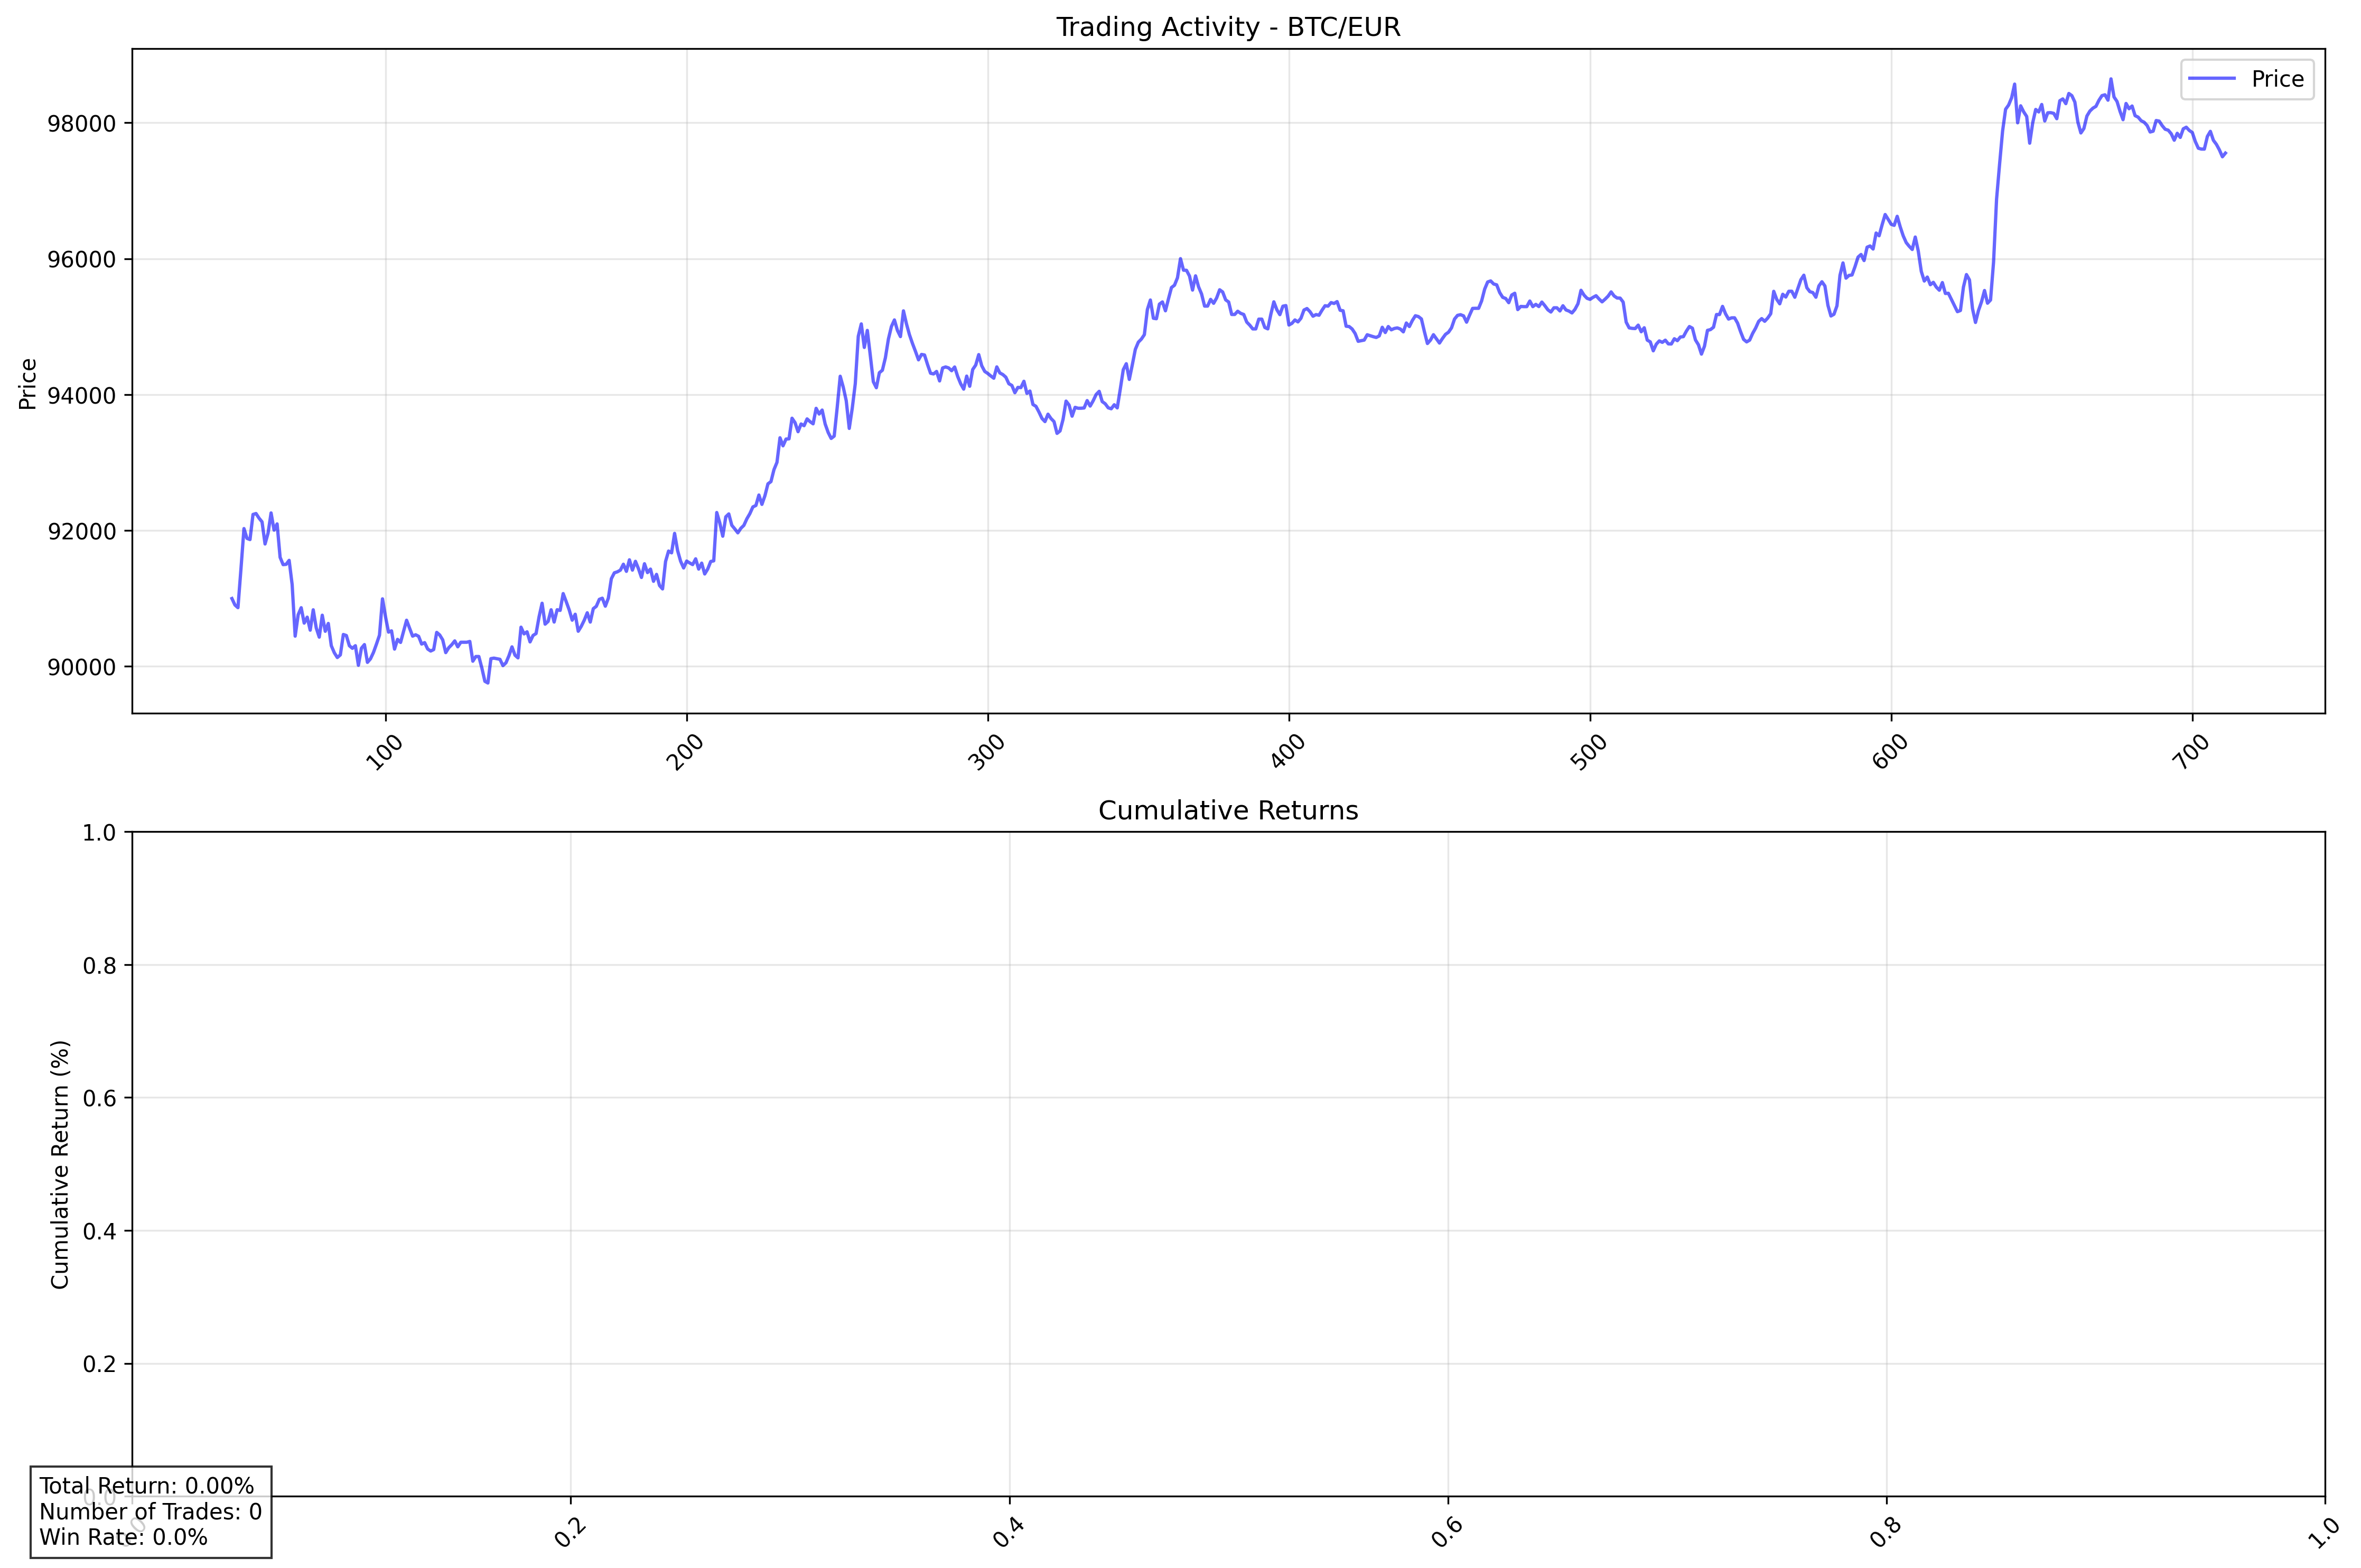 Trading Activity - BTC/EUR
Price
98000
96000
94000
92000
90000
Price
100
200
300
400
500
600
700
Cumulative Returns
1.0
0.8
0.6
0.4
0.2
0.0
Cumulative Return (%)
0.2
0.4
0.6
0.8
1.0
Total Return: 0.00%
Number of Trades: 0
Win Rate: 0.0%